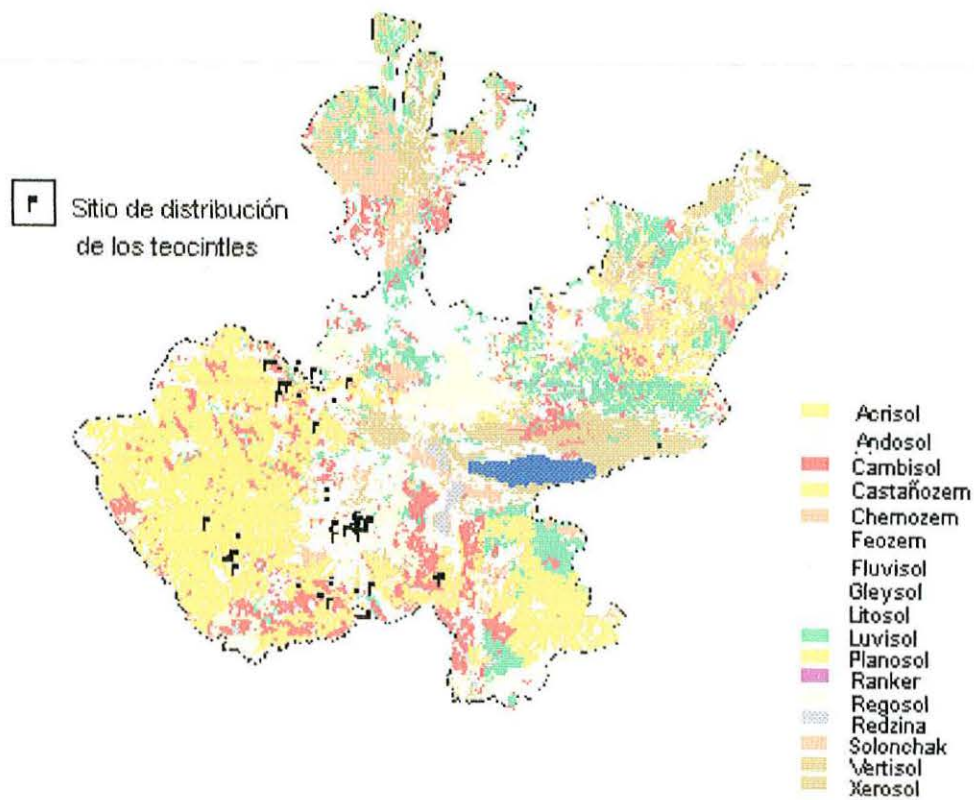 Sitio de distribución
de los teocintles
Acrisol
Andosol
Cambisol
Castañozem
Chernozem
Feozem
Fluvisol
Gleysol
Litosol
Luvisol
Planosol
Ranker
Regosol
Redzina
Solonchak
Vertisol
Xerosol